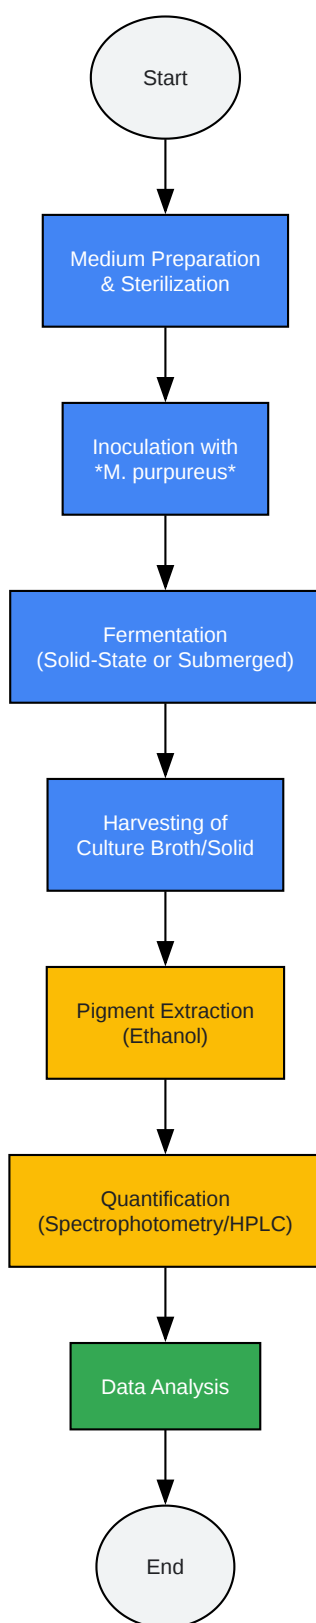 Start
Medium Preparation
& Sterilization
Inoculation with
*M. purpureus*
Fermentation
(Solid-State or Submerged)
Harvesting of
Culture Broth/Solid
Pigment Extraction
(Ethanol)
Quantification
(Spectrophotometry/HPLC)
Data Analysis
End